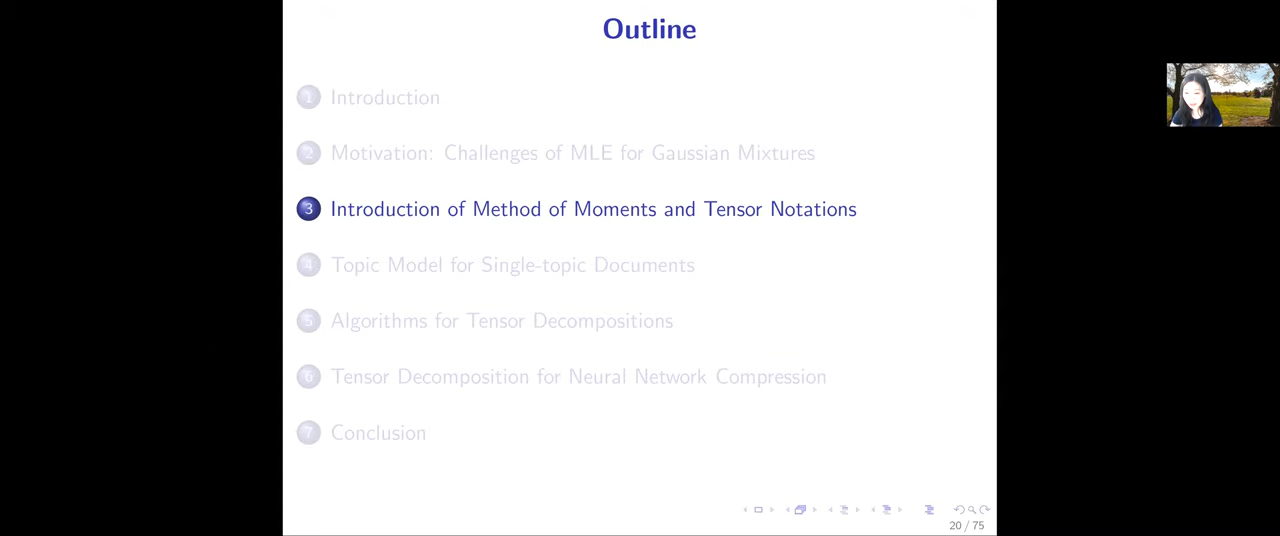 Outline
1 Introduction
2 Motivation: Challenges of MLE for Gaussian Mixtures
3 Introduction of Method of Moments and Tensor Notations
4 Topic Model for Single-topic Documents
5 Algorithms for Tensor Decompositions
6 Tensor Decomposition for Neural Network Compression
7 Conclusion
20 / 75